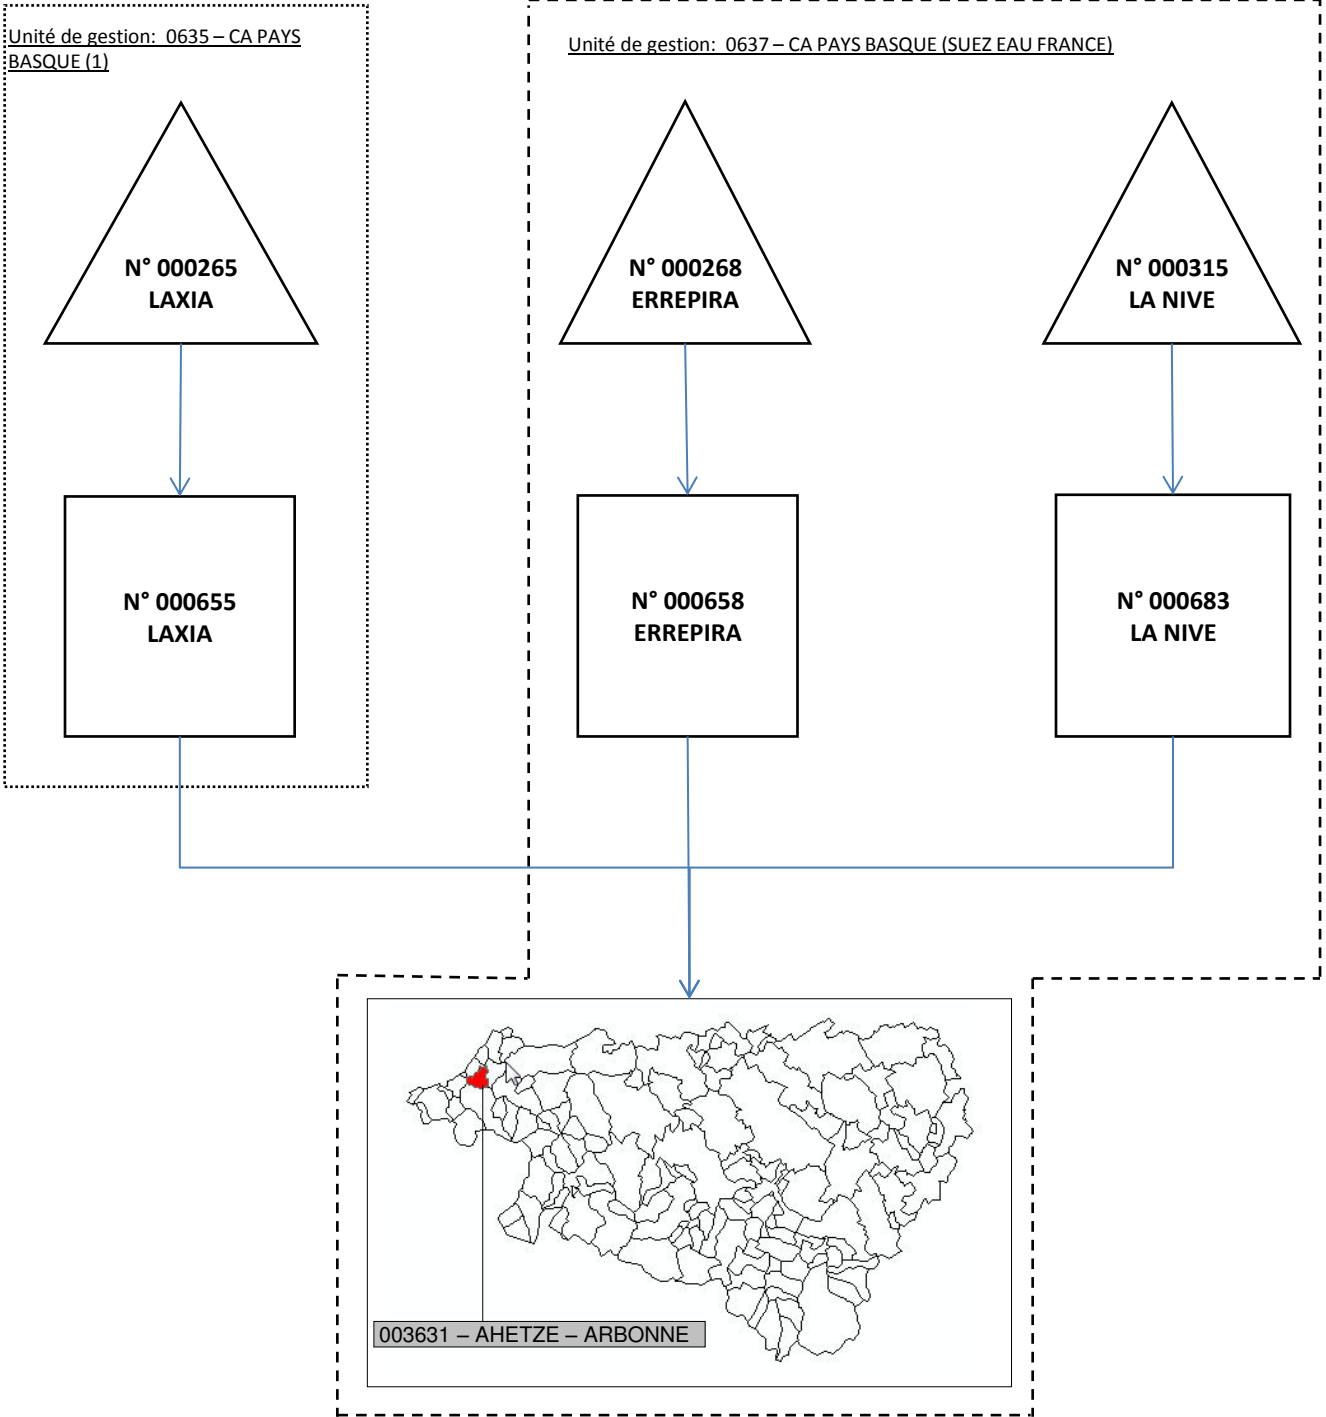 Unité de gestion: 0635 – CA PAYS
BASQUE (1)
Unité de gestion: 0637 – CA PAYS BASQUE (SUEZ EAU FRANCE)
N° 000265
LAXIA
N° 000268
ERREPIRA
N° 000315
LA NIVE
N° 000655
LAXIA
N° 000658
ERREPIRA
N° 000683
LA NIVE
003631 – AHETZE – ARBONNE